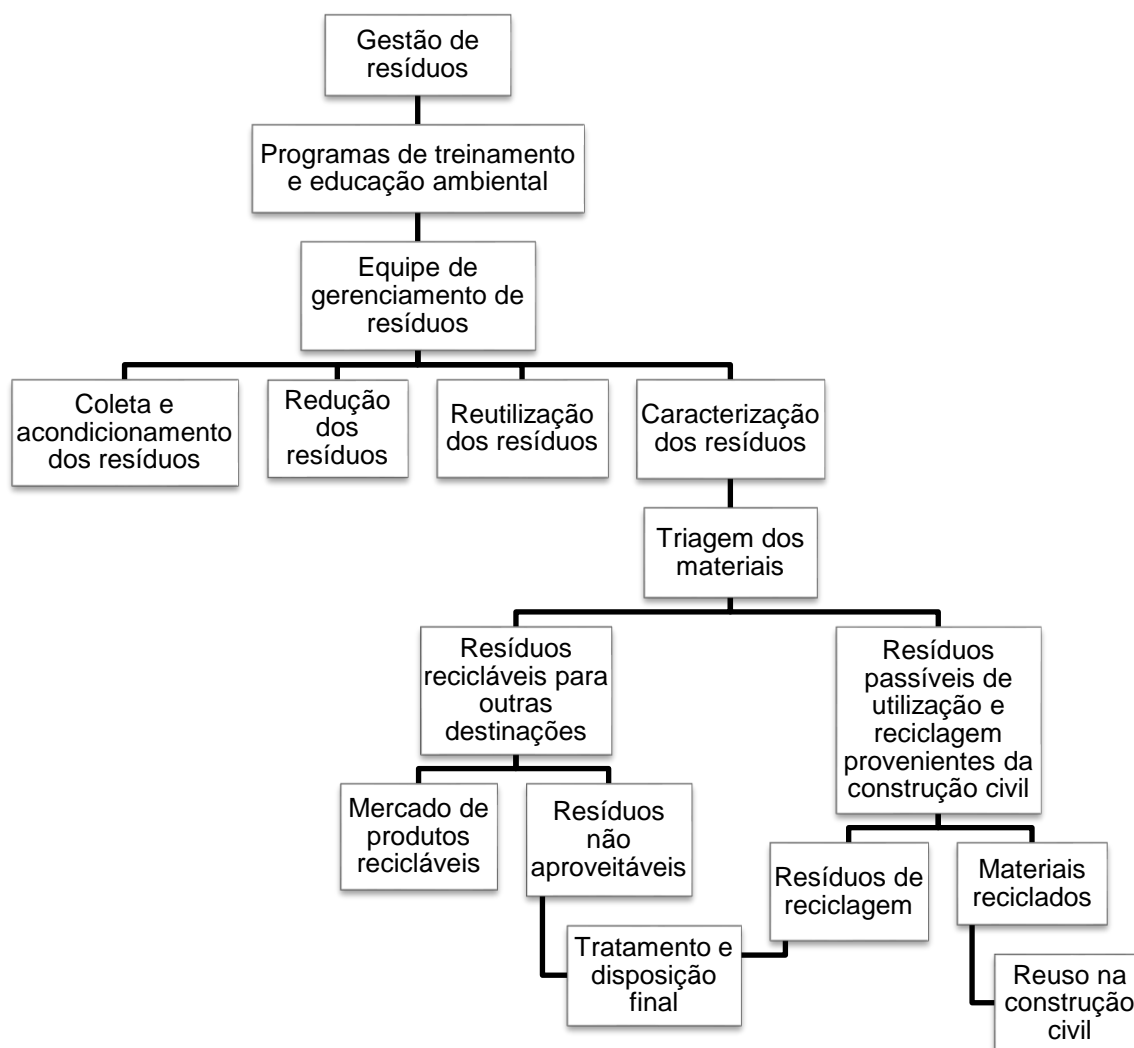 Gestão de
resíduos
Programas de treinamento
e educação ambiental
Equipe de
gerenciamento de
resíduos
Coleta e
acondicionamento
dos resíduos
Redução
dos
resíduos
Reutilização
dos resíduos
Caracterização
dos resíduos
Triagem dos
materiais
Resíduos
recicláveis para
outras
destinações
Resíduos
passíveis de
utilização e
reciclagem
provenientes da
construção civil
Mercado de
produtos
recicláveis
Resíduos
não
aproveitáveis
Resíduos de
reciclagem
Materiais
reciclados
Tratamento e
disposição
final
Reuso na
construção
civil